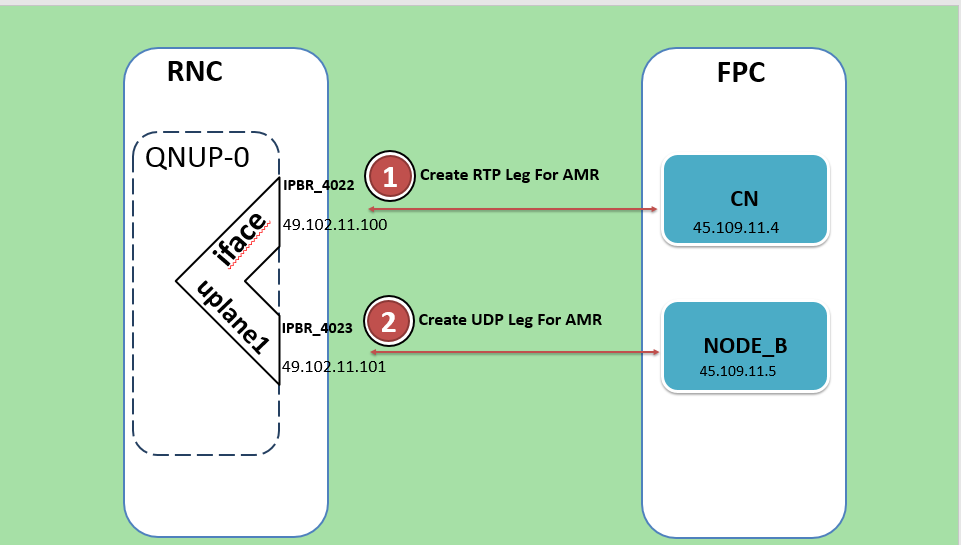 RNC
FPC
QNUP-0
IPBR_4022
1
Create RTP Leg For AMR
CN
49.102.11.100
45.109.11.4
iface
uplane1
2
Create UDP Leg For AMR
IPBR_4023
NODE_B
49.102.11.101
45.109.11.5